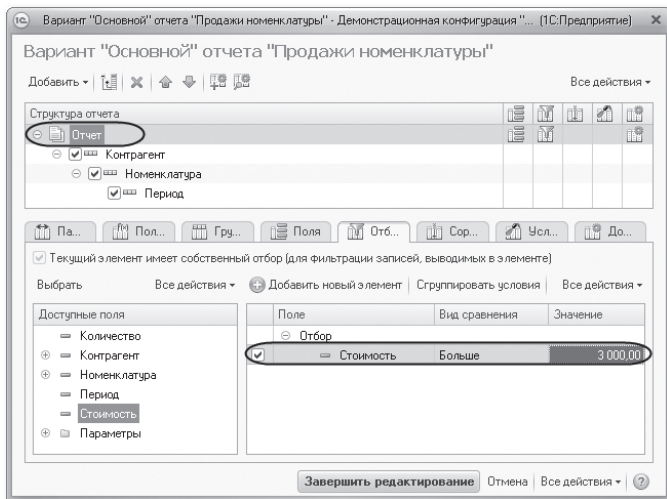 1С Вариант "Основной" отчета "Продажи номенклатуры" - Демонстрационная конфигурация "... (1С:Предприятие)
Вариант "Основной" отчета "Продажи номенклатуры"
Добавить Все действия
Структура отчета
Отчет
Контрагент
Номенклатура
Период
Па... Пол... Гру... Поля Отб... Сор... Усл... До...
Текущий элемент имеет собственный отбор (для фильтрации записей, выводимых в элементе)
Выбрать Все действия Добавить новый элемент Сгруппировать условия Все действия
Доступные поля Поле Вид сравнения Значение
Количество Отбор
Контрагент Стоимость Больше 3 000,00
Номенклатура
Период
Стоимость
Параметры
Завершить редактирование Отмена Все действия ?